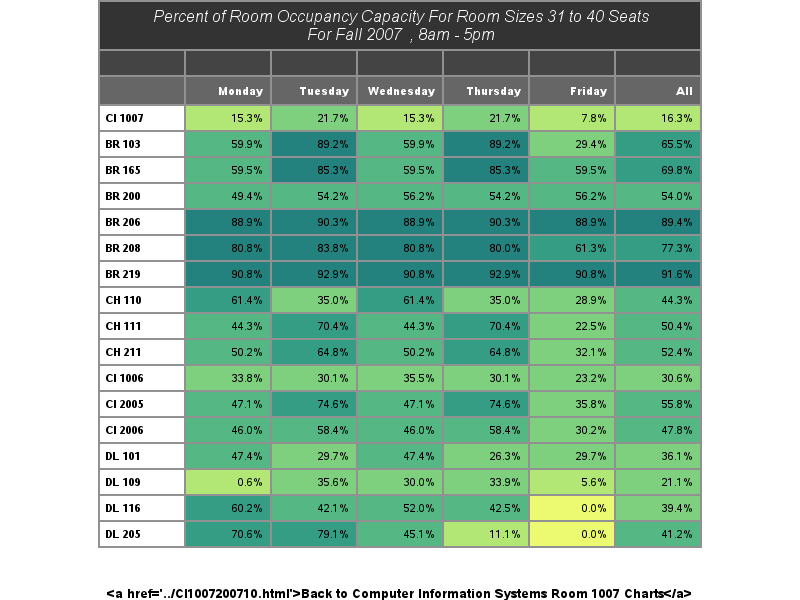 Percent of Room Occupancy Capacity For Room Sizes 31 to 40 Seats
For Fall 2007 , 8am - 5pm
Monday Tuesday Wednesday Thursday Friday All
CI 1007 15.3% 21.7% 15.3% 21.7% 7.8% 16.3%
BR 103 59.9% 89.2% 59.9% 89.2% 29.4% 65.5%
BR 165 59.5% 85.3% 59.5% 85.3% 59.5% 69.8%
BR 200 49.4% 54.2% 56.2% 54.2% 56.2% 54.0%
BR 206 88.9% 90.3% 88.9% 90.3% 88.9% 89.4%
BR 208 80.8% 83.8% 80.8% 80.0% 61.3% 77.3%
BR 219 90.8% 92.9% 90.8% 92.9% 90.8% 91.6%
CH 110 61.4% 35.0% 61.4% 35.0% 28.9% 44.3%
CH 111 44.3% 70.4% 44.3% 70.4% 22.5% 50.4%
CH 211 50.2% 64.8% 50.2% 64.8% 32.1% 52.4%
CI 1006 33.8% 30.1% 35.5% 30.1% 23.2% 30.6%
CI 2005 47.1% 74.6% 47.1% 74.6% 35.8% 55.8%
CI 2006 46.0% 58.4% 46.0% 58.4% 30.2% 47.8%
DL 101 47.4% 29.7% 47.4% 26.3% 29.7% 36.1%
DL 109 0.6% 35.6% 30.0% 33.9% 5.6% 21.1%
DL 116 60.2% 42.1% 52.0% 42.5% 0.0% 39.4%
DL 205 70.6% 79.1% 45.1% 11.1% 0.0% 41.2%
<a href='../CI1007200710.html'>Back to Computer Information Systems Room 1007 Charts</a>